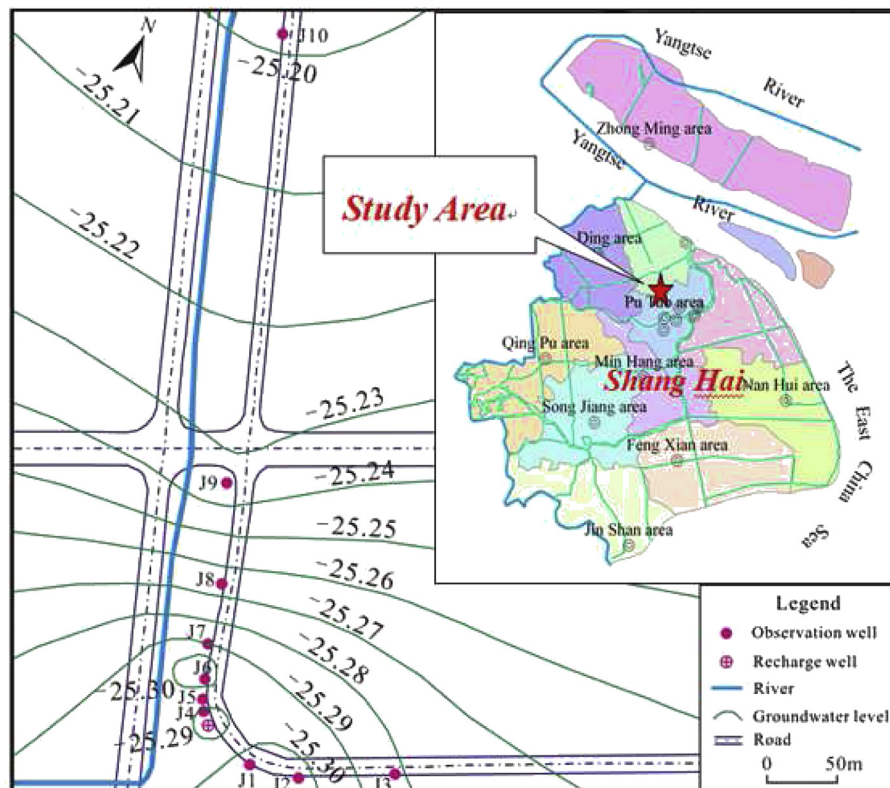 N
J10
-25.20
-25.21
-25.22
-25.23
-25.24
-25.25
-25.26
-25.27
-25.28
-25.29
-25.30
-25.30
-25.29
J9
J8
J7
J6
J5
J4
J1
J2
J3
Study Area
Yangtse River
Zhong Ming area
Yangtse River
Ding area
Pu Tuo area
Qing Pu area
Min Hang area
Shang Hai
Nan Hui area
Song Jiang area
Feng Xian area
Jin Shan area
The East China Sea
Legend
Observation well
Recharge well
River
Groundwater level
Road
0 50m